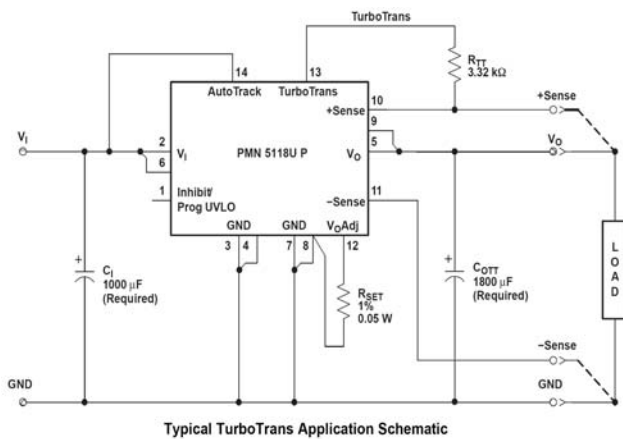 TurboTrans
14
13
AutoTrack
TurboTrans
R_TT
3.32 kΩ
+Sense
10
+Sense
9
V_I
2
V_I
PMN 5118U P
V_O
5
V_O
6
1
Inhibit/
Prog UVLO
−Sense
11
GND
GND
V_OAdj
3
4
7
8
12
L
O
A
D
+
C_I
1000 µF
(Required)
R_SET
1%
0.05 W
+
C_OTT
1800 µF
(Required)
−Sense
GND
GND
Typical TurboTrans Application Schematic